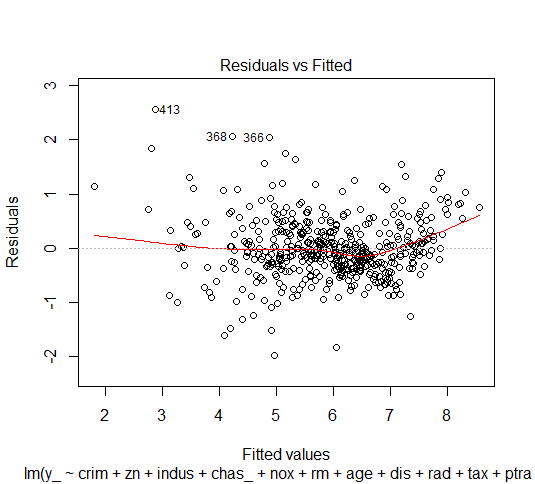 Residuals vs Fitted
3
2
1
0
-1
-2
Residuals
413
368
366
2 3 4 5 6 7 8
Fitted values
lm(y_ ~ crim + zn + indus + chas_ + nox + rm + age + dis + rad + tax + ptra